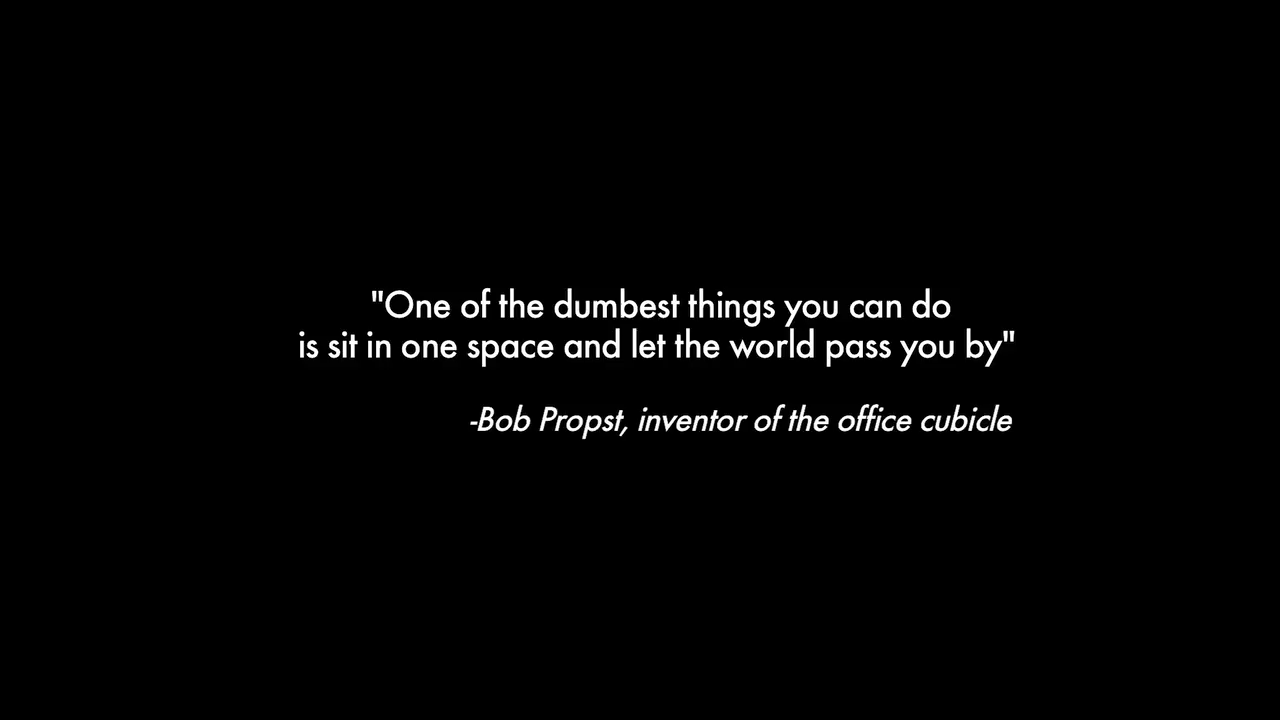 "One of the dumbest things you can do
is sit in one space and let the world pass you by"
-Bob Propst, inventor of the office cubicle